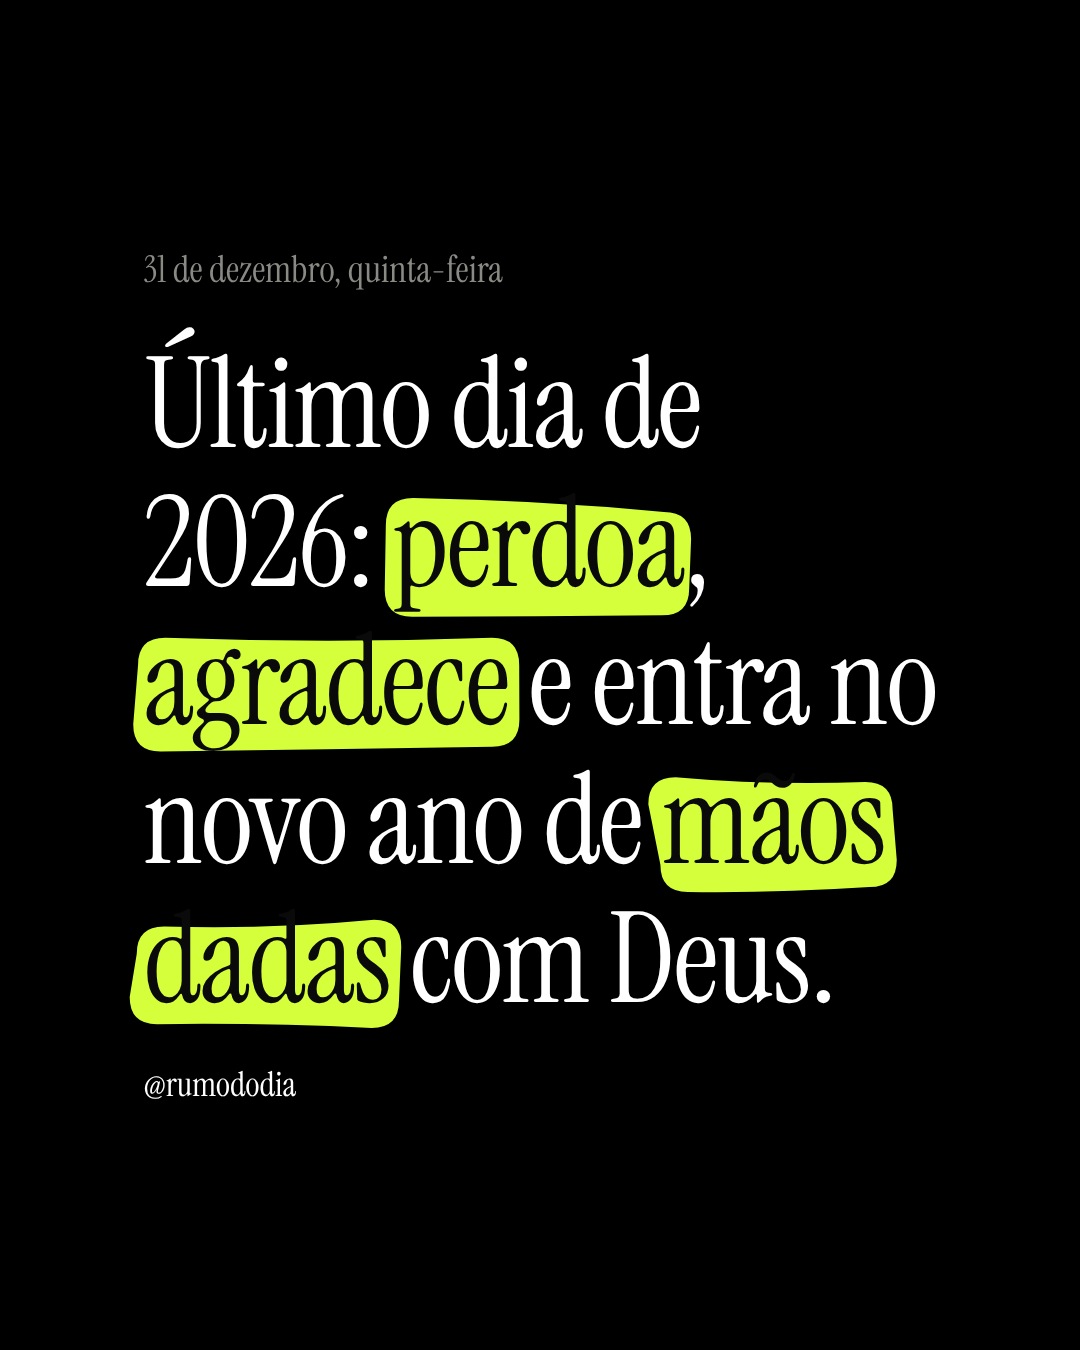 31 de dezembro, quinta-feira
Último dia de
2026: perdoa,
agradece e entra no
novo ano de mãos
dadas com Deus.
@rumododia